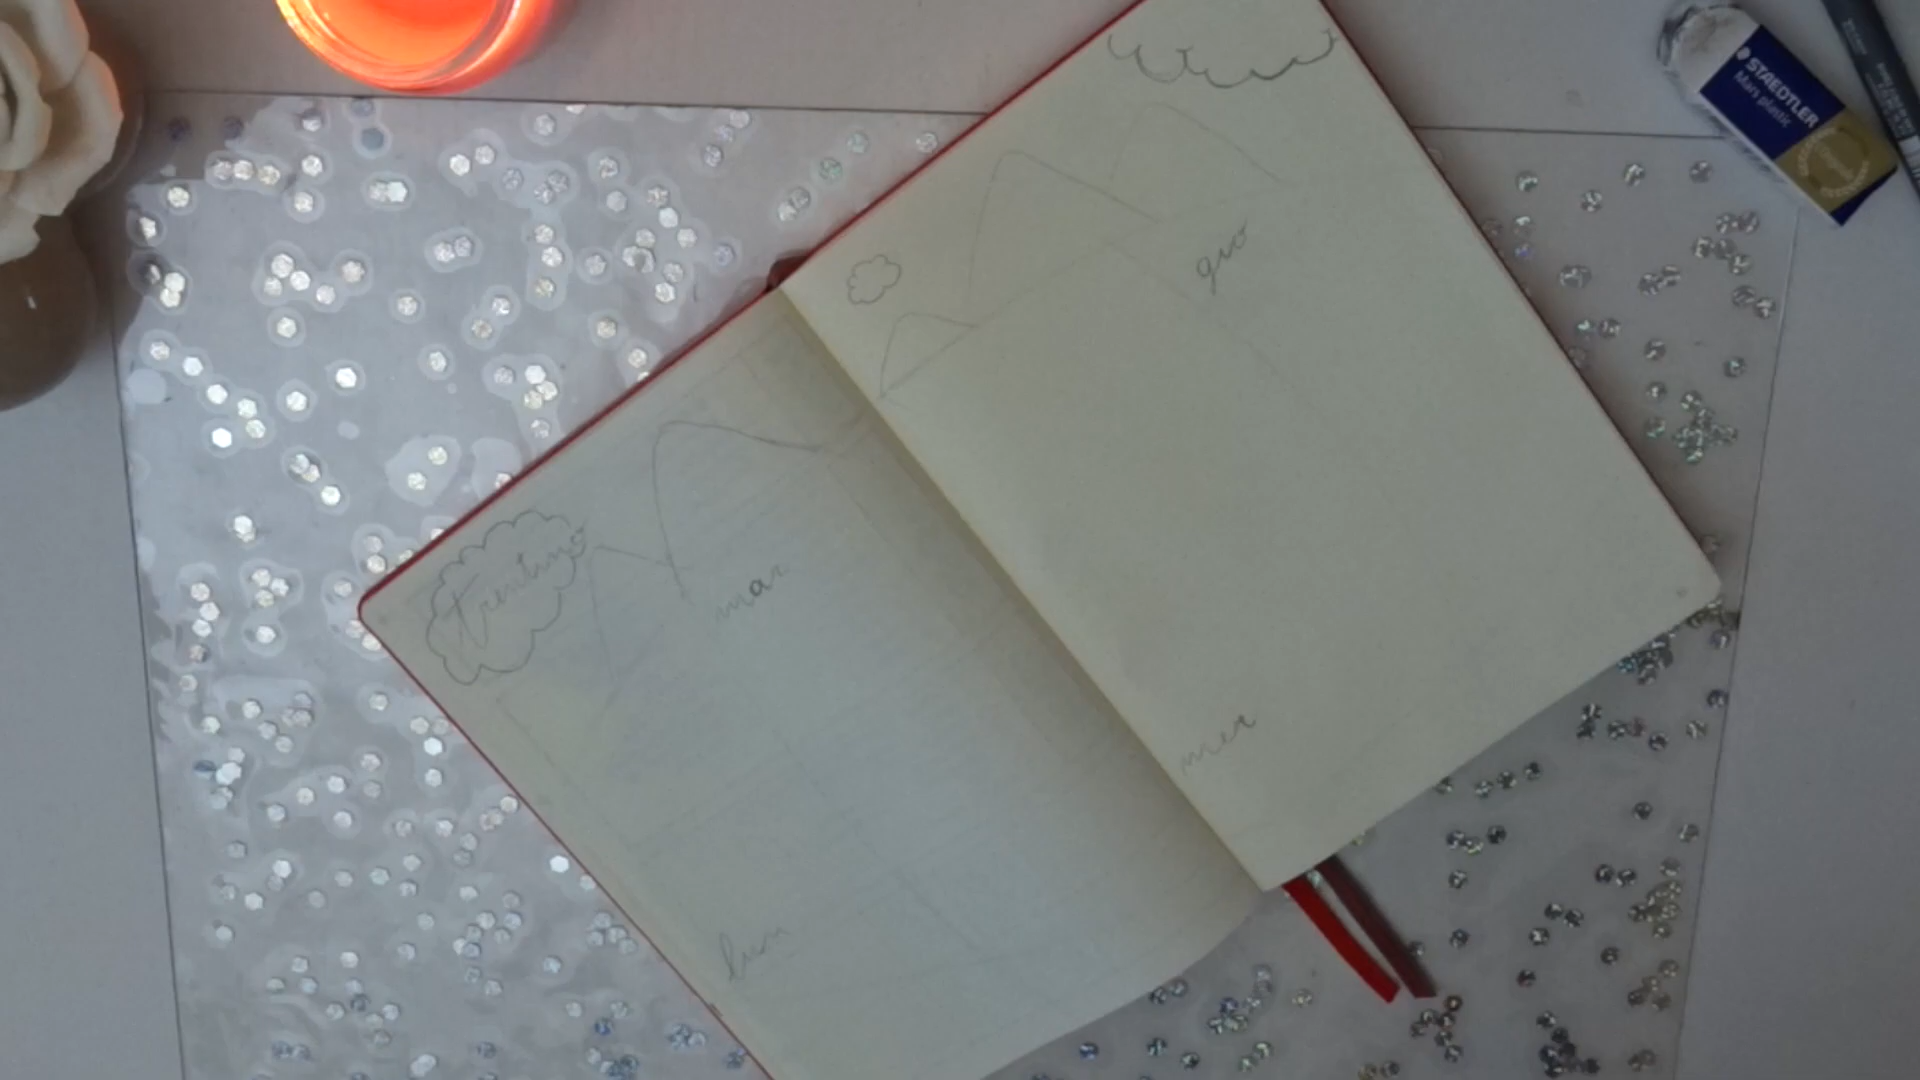 Trentino
mar
lun
gio
mer
STAEDTLER
Mars plastic